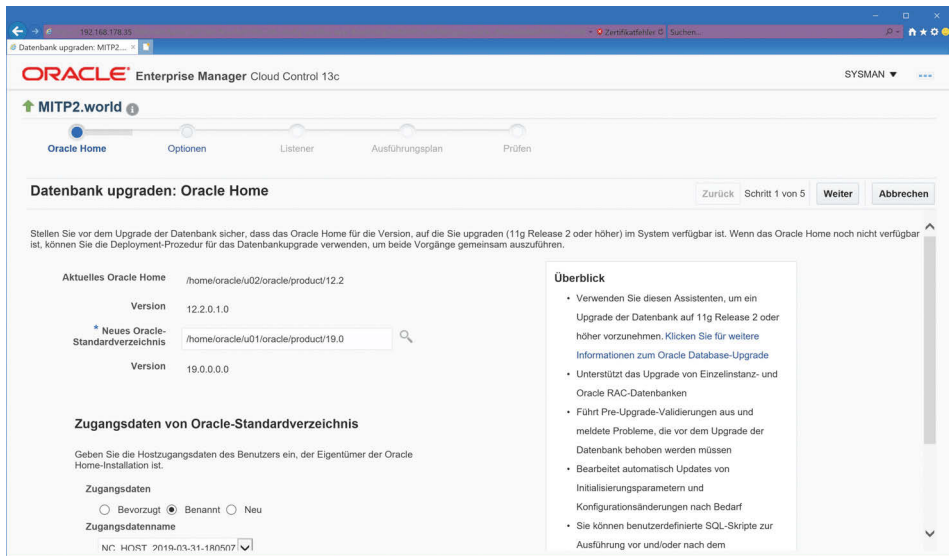 192.168.178.35
Zertifikatfehler
Suchen...
Datenbank upgraden: MITP2....
ORACLE Enterprise Manager Cloud Control 13c
SYSMAN
MITP2.world
Oracle Home
Optionen
Listener
Ausführungsplan
Prüfen
Datenbank upgraden: Oracle Home
Zurück Schritt 1 von 5 Weiter Abbrechen
Stellen Sie vor dem Upgrade der Datenbank sicher, dass das Oracle Home für die Version, auf die Sie upgraden (11g Release 2 oder höher) im System verfügbar ist. Wenn das Oracle Home noch nicht verfügbar
ist, können Sie die Deployment-Prozedur für das Datenbankupgrade verwenden, um beide Vorgänge gemeinsam auszuführen.
Aktuelles Oracle Home /home/oracle/u02/oracle/product/12.2
Version 12.2.0.1.0
* Neues Oracle-
Standardverzeichnis /home/oracle/u01/oracle/product/19.0
Version 19.0.0.0.0
Zugangsdaten von Oracle-Standardverzeichnis
Geben Sie die Hostzugangsdaten des Benutzers ein, der Eigentümer der Oracle
Home-Installation ist.
Zugangsdaten
Bevorzugt Benannt Neu
Zugangsdatenname
NC_HOST_2019-03-31-180507
Überblick
• Verwenden Sie diesen Assistenten, um ein
Upgrade der Datenbank auf 11g Release 2 oder
höher vorzunehmen. Klicken Sie für weitere
Informationen zum Oracle Database-Upgrade
• Unterstützt das Upgrade von Einzelinstanz- und
Oracle RAC-Datenbanken
• Führt Pre-Upgrade-Validierungen aus und
meldete Probleme, die vor dem Upgrade der
Datenbank behoben werden müssen
• Bearbeitet automatisch Updates von
Initialisierungsparametern und
Konfigurationsänderungen nach Bedarf
• Sie können benutzerdefinierte SQL-Skripte zur
Ausführung vor und/oder nach dem